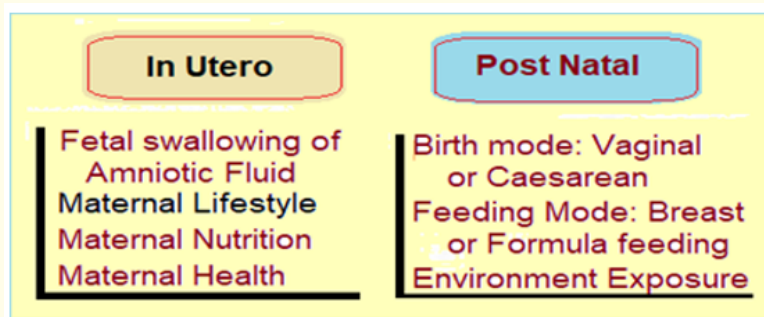 In Utero
Fetal swallowing of
Amniotic Fluid
Maternal Lifestyle
Maternal Nutrition
Maternal Health
Post Natal
Birth mode: Vaginal
or Caesarean
Feeding Mode: Breast
or Formula feeding
Environment Exposure